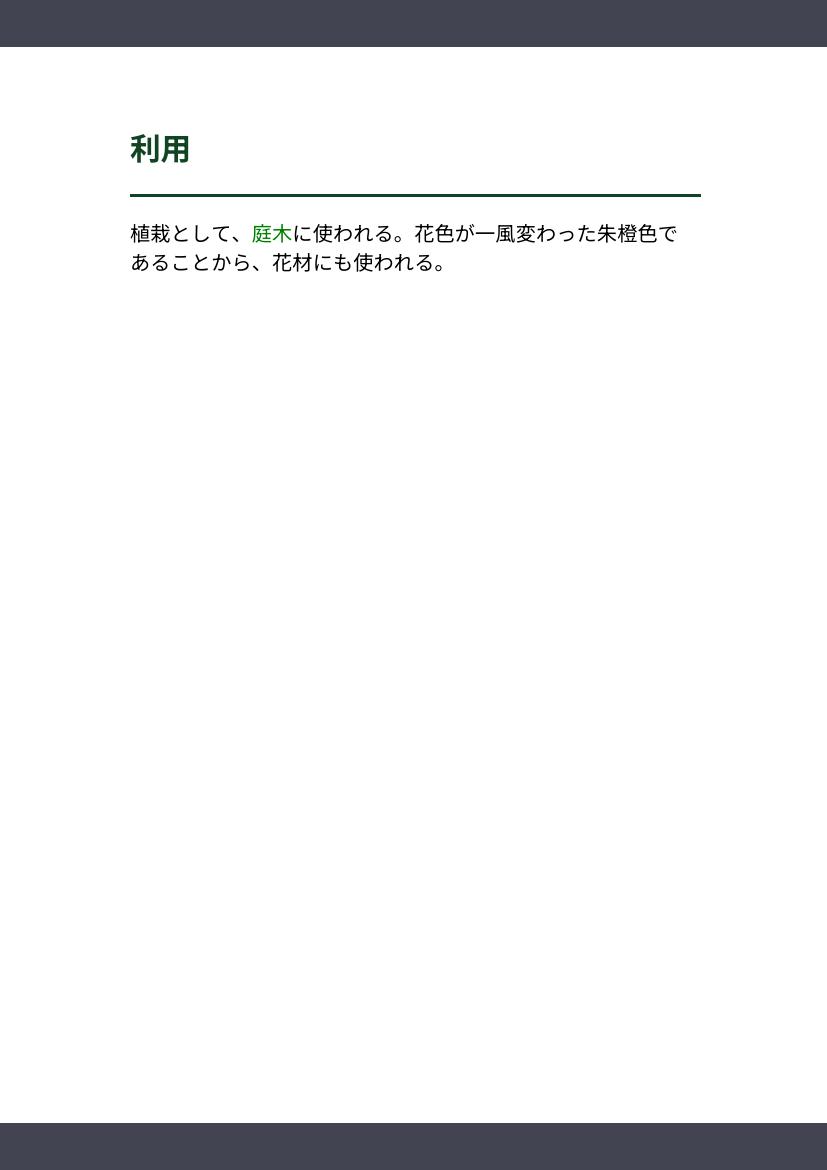 利用
植栽として、庭木に使われる。花色が一風変わった朱橙色で
あることから、花材にも使われる。